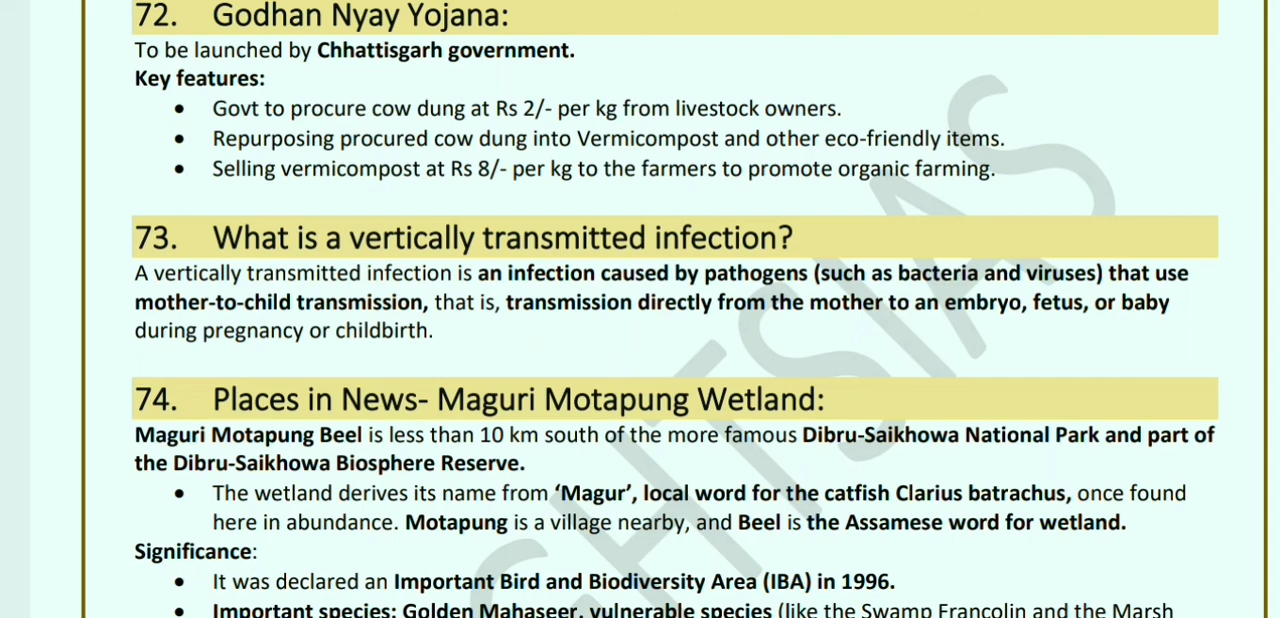 72. Godhan Nyay Yojana:
To be launched by Chhattisgarh government.
Key features:
• Govt to procure cow dung at Rs 2/- per kg from livestock owners.
• Repurposing procured cow dung into Vermicompost and other eco-friendly items.
• Selling vermicompost at Rs 8/- per kg to the farmers to promote organic farming.
73. What is a vertically transmitted infection?
A vertically transmitted infection is an infection caused by pathogens (such as bacteria and viruses) that use
mother-to-child transmission, that is, transmission directly from the mother to an embryo, fetus, or baby
during pregnancy or childbirth.
74. Places in News- Maguri Motapung Wetland:
Maguri Motapung Beel is less than 10 km south of the more famous Dibru-Saikhowa National Park and part of
the Dibru-Saikhowa Biosphere Reserve.
• The wetland derives its name from ‘Magur’, local word for the catfish Clarius batrachus, once found
here in abundance. Motapung is a village nearby, and Beel is the Assamese word for wetland.
Significance:
• It was declared an Important Bird and Biodiversity Area (IBA) in 1996.
• Important species: Golden Mahaseer, vulnerable species (like the Swamp Francolin and the Marsh
GHTSIAS